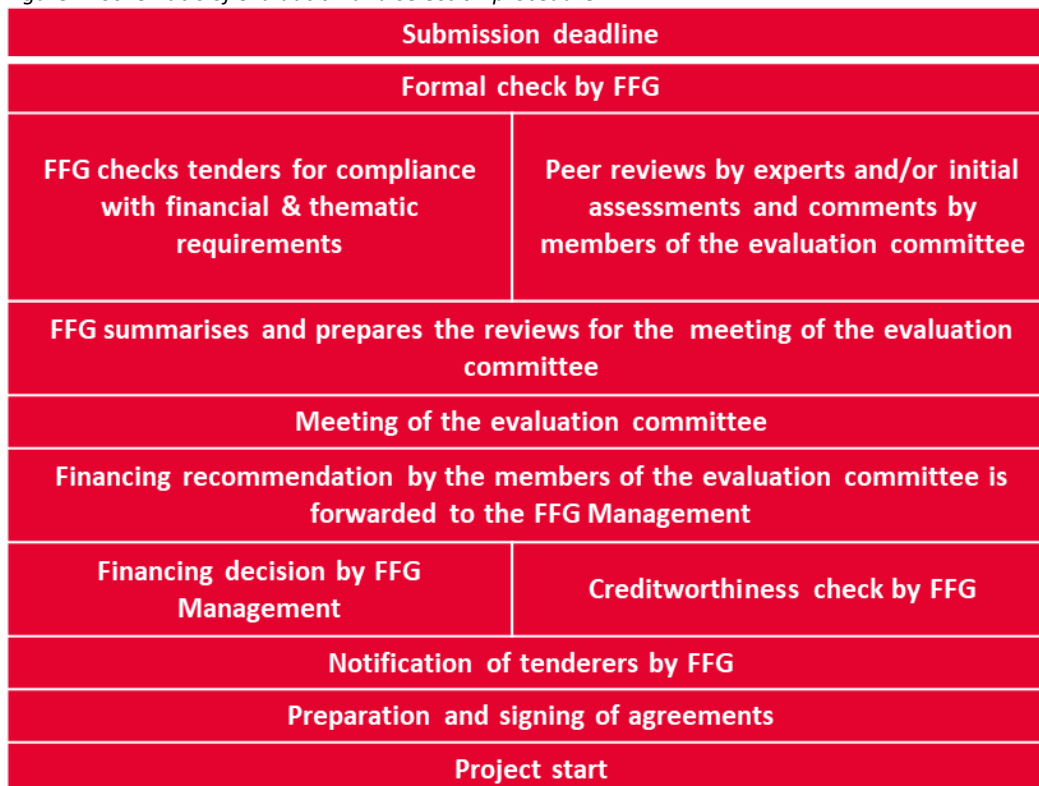 Submission deadline
Formal check by FFG
FFG checks tenders for compliance
with financial & thematic
requirements
Peer reviews by experts and/or initial
assessments and comments by
members of the evaluation committee
FFG summarises and prepares the reviews for the meeting of the evaluation
committee
Meeting of the evaluation committee
Financing recommendation by the members of the evaluation committee is
forwarded to the FFG Management
Financing decision by FFG
Management
Creditworthiness check by FFG
Notification of tenderers by FFG
Preparation and signing of agreements
Project start